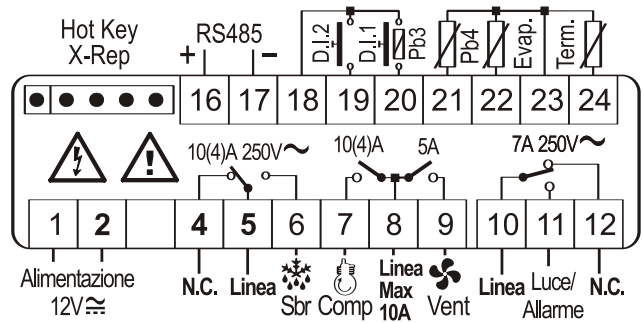 Hot Key
X-Rep
RS485
+ −
D.I.2
D.I.1
Pb3
Pb4
Evap.
Term.
16 17 18 19 20 21 22 23 24
10(4)A 250V~
10(4)A
5A
7A 250V~
1 2 4 5 6 7 8 9 10 11 12
Alimentazione
12V≂
N.C.
Linea
Sbr
Comp
Linea
Max
10A
Vent
Linea
Luce/
Allarme
N.C.